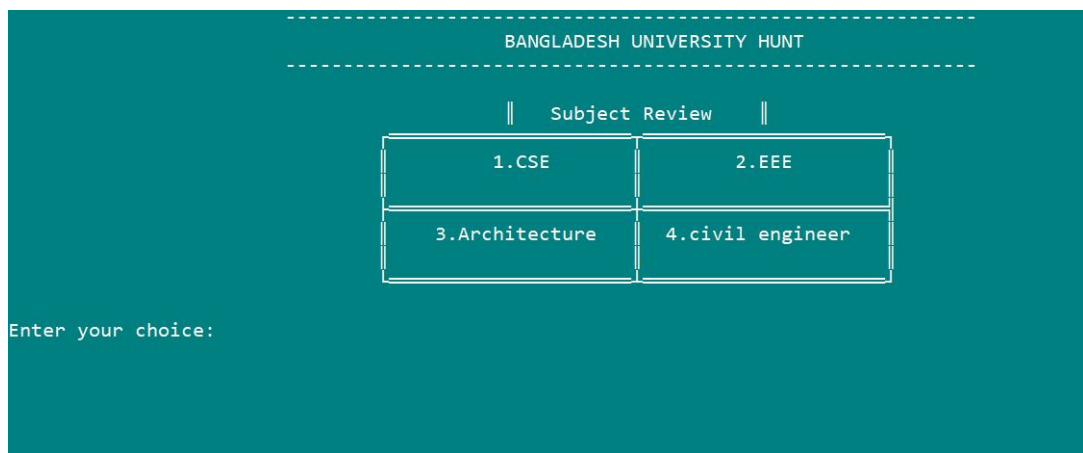 BANGLADESH UNIVERSITY HUNT
Subject Review
1.CSE 2.EEE
3.Architecture 4.civil engineer
Enter your choice: